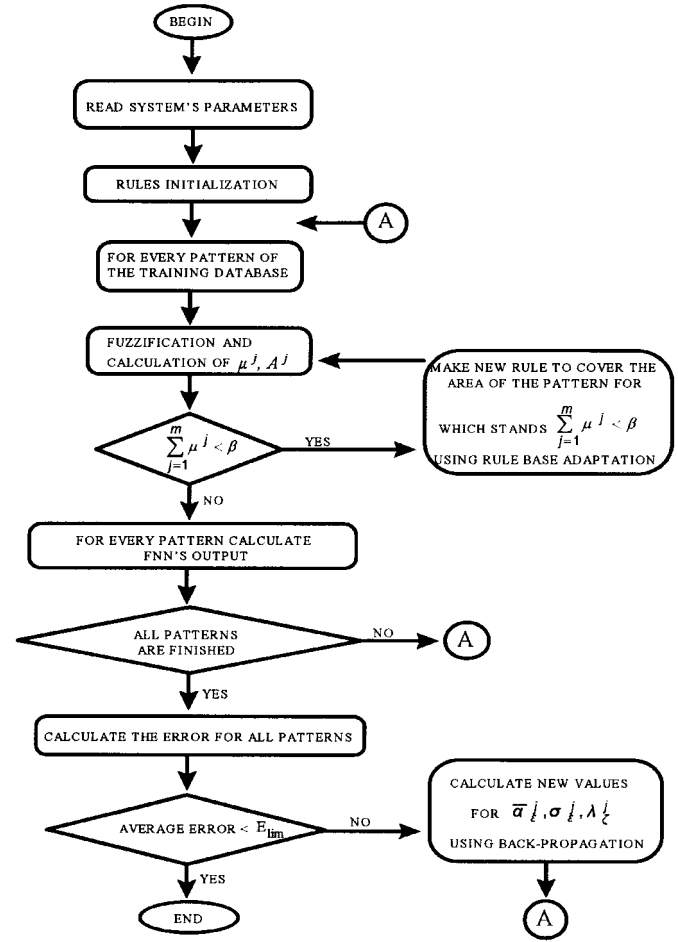 BEGIN
READ SYSTEM'S PARAMETERS
RULES INITIALIZATION
A
FOR EVERY PATTERN OF
THE TRAINING DATABASE
FUZZIFICATION AND
CALCULATION OF μ^j, A^j
MAKE NEW RULE TO COVER THE
AREA OF THE PATTERN FOR
WHICH STANDS \sum_{j=1}^{m} μ^j < β
USING RULE BASE ADAPTATION
\sum_{j=1}^{m} μ^j < β
YES
NO
FOR EVERY PATTERN CALCULATE
FNN'S OUTPUT
ALL PATTERNS
ARE FINISHED
NO
A
YES
CALCULATE THE ERROR FOR ALL PATTERNS
AVERAGE ERROR < E_lim
NO
CALCULATE NEW VALUES
FOR
USING BACK-PROPAGATION
YES
END
A